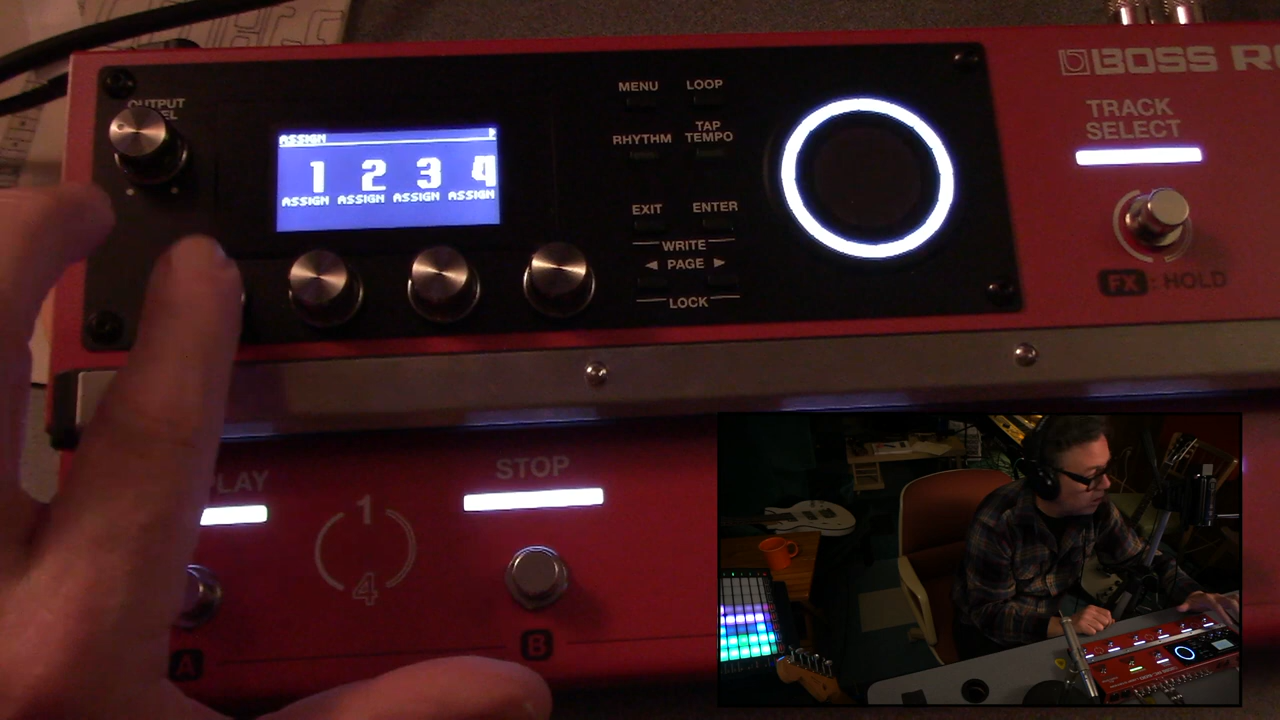 OUTPUT
ASSIGN
1 2 3 4
ASSIGN ASSIGN ASSIGN ASSIGN
MENU LOOP
RHYTHM TAP TEMPO
EXIT ENTER
WRITE
◄ PAGE ►
LOCK
BOSS
TRACK
SELECT
FX : HOLD
STOP
1
4
A
B